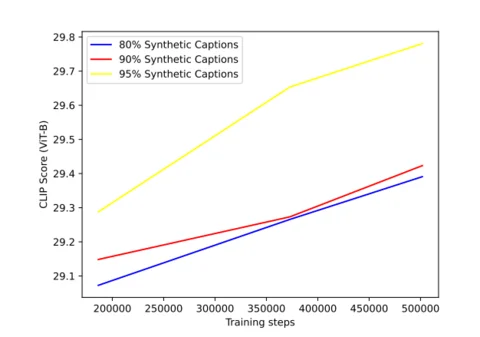 29.8
29.7
29.6
29.5
29.4
29.3
29.2
29.1
CLIP Score (ViT-B)
80% Synthetic Captions
90% Synthetic Captions
95% Synthetic Captions
200000 250000 300000 350000 400000 450000 500000
Training steps